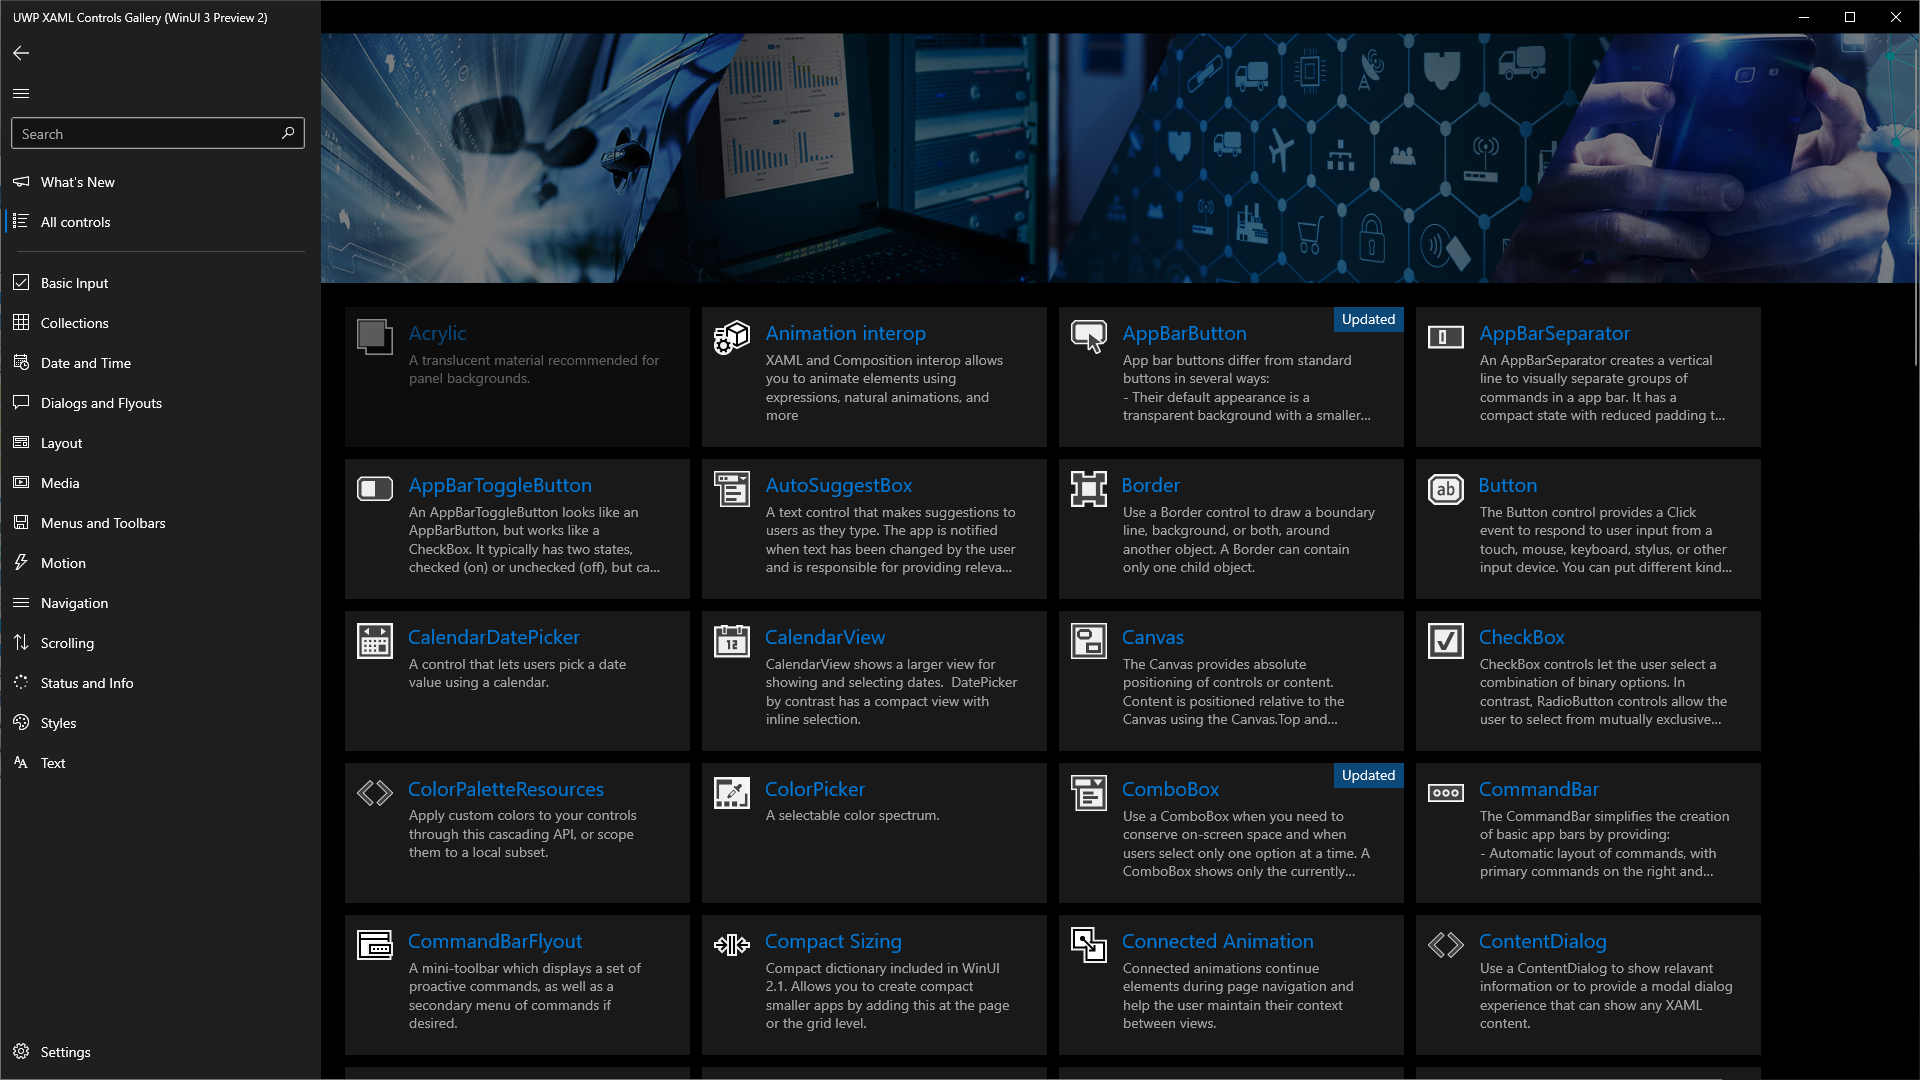 UWP XAML Controls Gallery (WinUI 3 Preview 2)
Search
What's New
All controls
Basic Input
Collections
Date and Time
Dialogs and Flyouts
Layout
Media
Menus and Toolbars
Motion
Navigation
Scrolling
Status and Info
Styles
Text
Settings
Acrylic
A translucent material recommended for
panel backgrounds.
Animation interop
XAML and Composition interop allows
you to animate elements using
expressions, natural animations, and
more
Updated
AppBarButton
App bar buttons differ from standard
buttons in several ways:
- Their default appearance is a
transparent background with a smaller...
AppBarSeparator
An AppBarSeparator creates a vertical
line to visually separate groups of
commands in a app bar. It has a
compact state with reduced padding t...
AppBarToggleButton
An AppBarToggleButton looks like an
AppBarButton, but works like a
CheckBox. It typically has two states,
checked (on) or unchecked (off), but ca...
AutoSuggestBox
A text control that makes suggestions to
users as they type. The app is notified
when text has been changed by the user
and is responsible for providing releva...
Border
Use a Border control to draw a boundary
line, background, or both, around
another object. A Border can contain
only one child object.
ab
Button
The Button control provides a Click
event to respond to user input from a
touch, mouse, keyboard, stylus, or other
input device. You can put different kind...
CalendarDatePicker
A control that lets users pick a date
value using a calendar.
12
CalendarView
CalendarView shows a larger view for
showing and selecting dates.  DatePicker
by contrast has a compact view with
inline selection.
Canvas
The Canvas provides absolute
positioning of controls or content.
Content is positioned relative to the
Canvas using the Canvas.Top and...
CheckBox
CheckBox controls let the user select a
combination of binary options. In
contrast, RadioButton controls allow the
user to select from mutually exclusive...
ColorPaletteResources
Apply custom colors to your controls
through this cascading API, or scope
them to a local subset.
ColorPicker
A selectable color spectrum.
Updated
ComboBox
Use a ComboBox when you need to
conserve on-screen space and when
users select only one option at a time. A
ComboBox shows only the currently...
CommandBar
The CommandBar simplifies the creation
of basic app bars by providing:
- Automatic layout of commands, with
primary commands on the right and...
CommandBarFlyout
A mini-toolbar which displays a set of
proactive commands, as well as a
secondary menu of commands if
desired.
Compact Sizing
Compact dictionary included in WinUI
2.1. Allows you to create compact
smaller apps by adding this at the page
or the grid level.
Connected Animation
Connected animations continue
elements during page navigation and
help the user maintain their context
between views.
ContentDialog
Use a ContentDialog to show relavant
information or to provide a modal dialog
experience that can show any XAML
content.